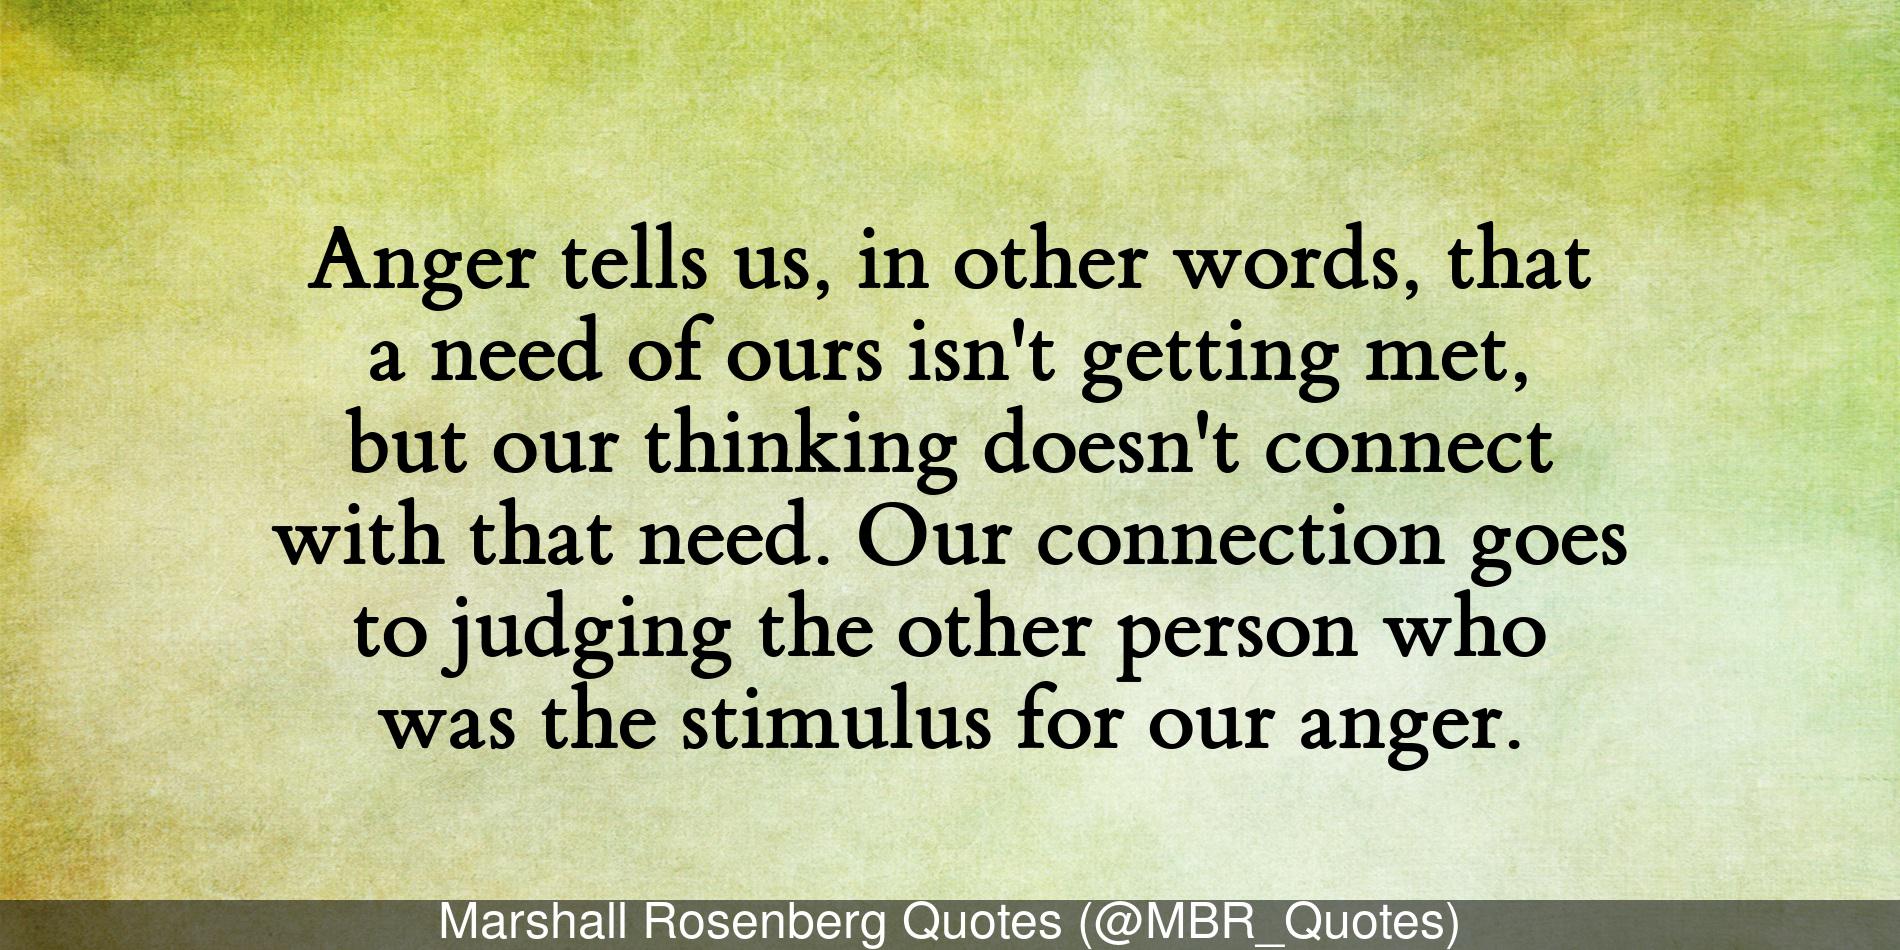 Anger tells us, in other words, that
a need of ours isn't getting met,
but our thinking doesn't connect
with that need. Our connection goes
to judging the other person who
was the stimulus for our anger.
Marshall Rosenberg Quotes (@MBR_Quotes)